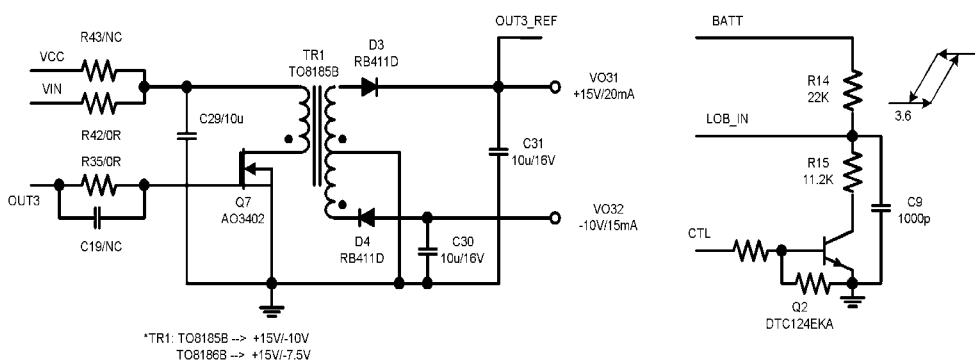 R43/NC
VCC
VIN
R42/0R
R35/0R
OUT3
C19/NC
C29/10u
Q7
AO3402
TR1
TO8185B
D3
RB411D
OUT3_REF
VO31
+15V/20mA
C31
10u/16V
D4
RB411D
C30
10u/16V
VO32
-10V/15mA
*TR1: TO8185B --> +15V/-10V
TO8186B --> +15V/-7.5V
BATT
R14
22K
3.6
LOB_IN
R15
11.2K
C9
1000p
CTL
Q2
DTC124EKA